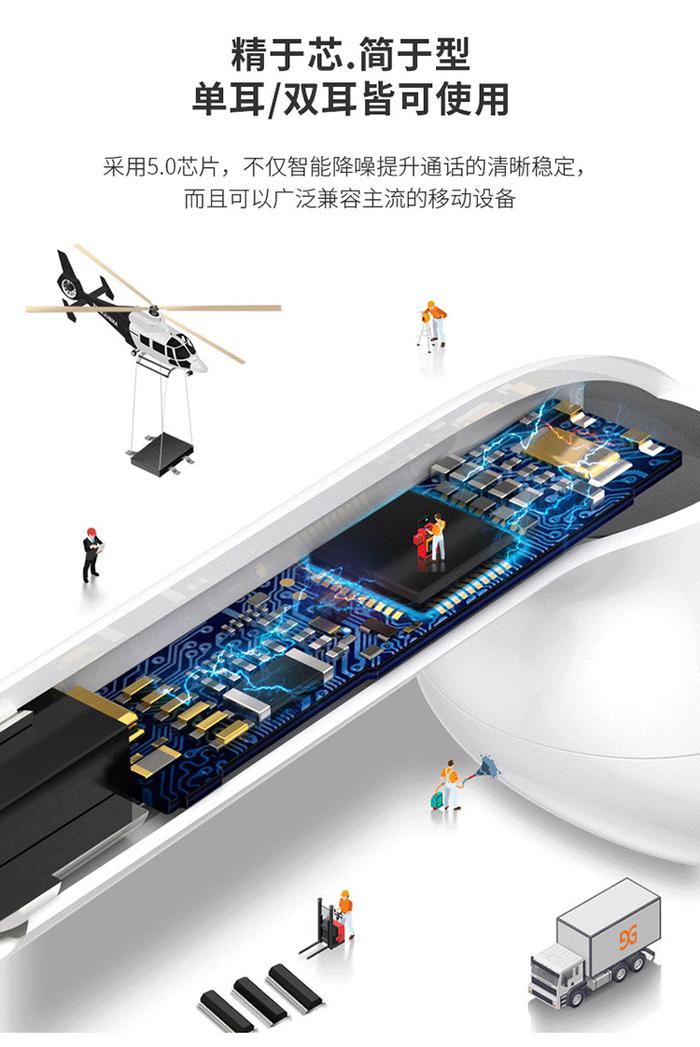 精于芯.简于型
单耳/双耳皆可使用
采用5.0芯片，不仅智能降噪提升通话的清晰稳定，
而且可以广泛兼容主流的移动设备